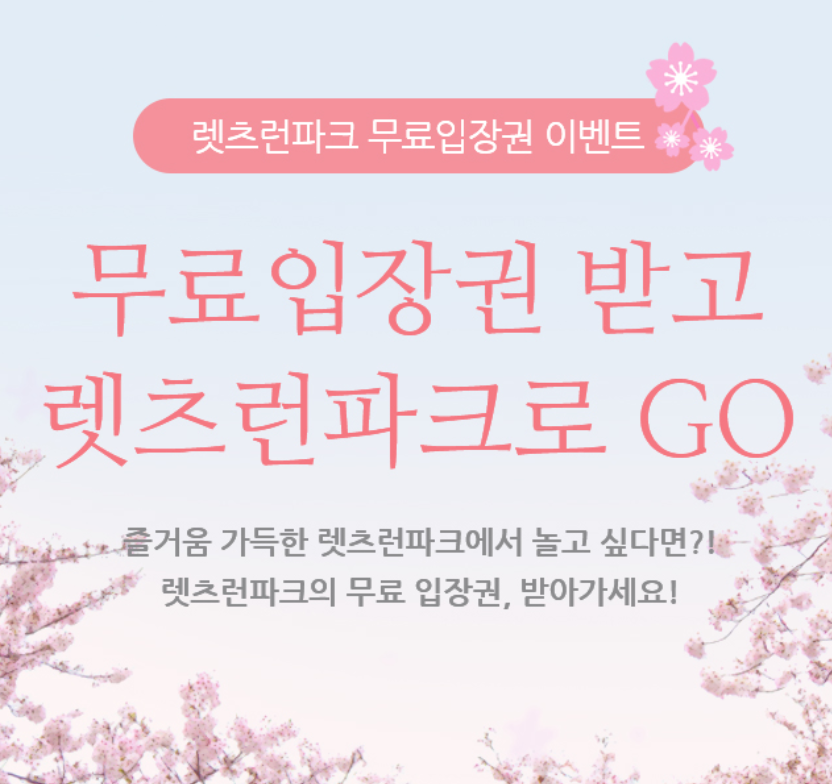 렛츠런파크 무료입장권 이벤트
무료입장권 받고
렛츠런파크로 GO
즐거움 가득한 렛츠런파크에서 놀고 싶다면?!
렛츠런파크의 무료 입장권, 받아가세요!